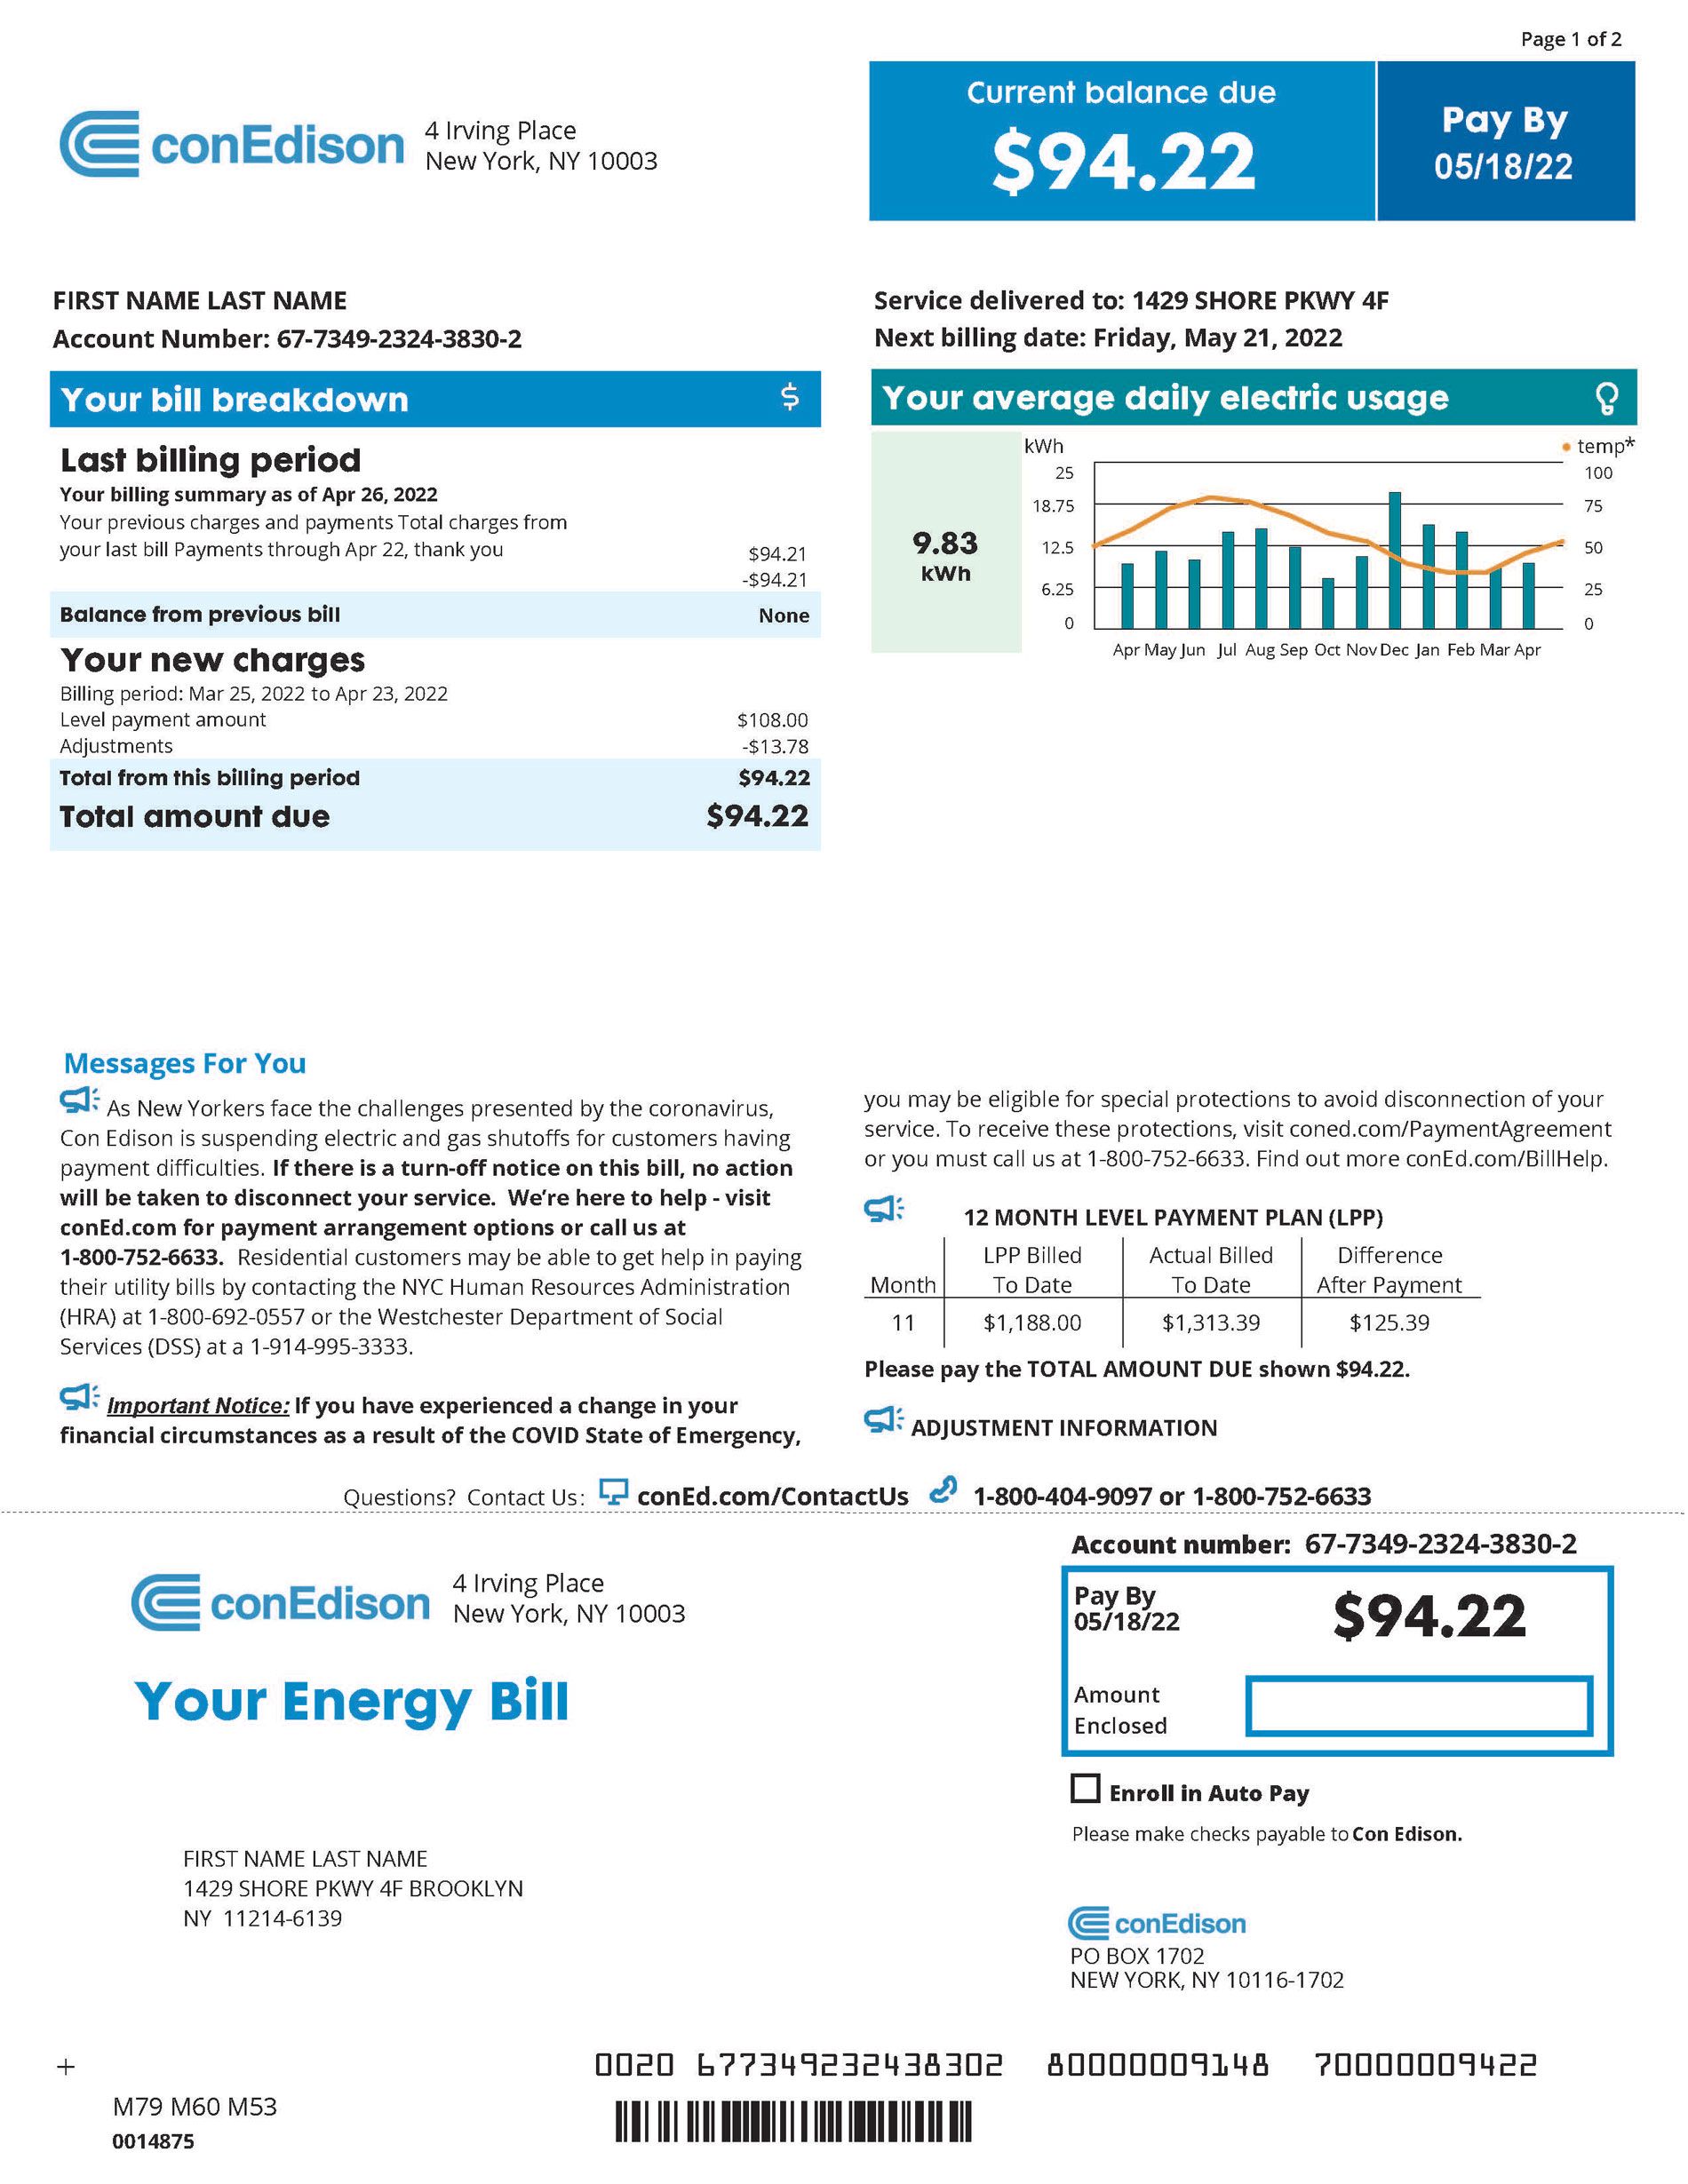 Page 1 of 2
conEdison
4 Irving Place
New York, NY 10003
Current balance due
$94.22
Pay By
05/18/22
FIRST NAME LAST NAME
Account Number: 67-7349-2324-3830-2
Service delivered to: 1429 SHORE PKWY 4F
Next billing date: Friday, May 21, 2022
Your bill breakdown $
Last billing period
Your billing summary as of Apr 26, 2022
Your previous charges and payments Total charges from
your last bill Payments through Apr 22, thank you $94.21
-$94.21
Balance from previous bill None
Your new charges
Billing period: Mar 25, 2022 to Apr 23, 2022
Level payment amount $108.00
Adjustments -$13.78
Total from this billing period $94.22
Total amount due $94.22
Your average daily electric usage
9.83
kWh
kWh temp*
25 100
18.75 75
12.5 50
6.25 25
0 0
Apr May Jun Jul Aug Sep Oct Nov Dec Jan Feb Mar Apr
Messages For You
As New Yorkers face the challenges presented by the coronavirus,
Con Edison is suspending electric and gas shutoffs for customers having
payment difficulties. If there is a turn-off notice on this bill, no action
will be taken to disconnect your service. We’re here to help - visit
conEd.com for payment arrangement options or call us at
1-800-752-6633. Residential customers may be able to get help in paying
their utility bills by contacting the NYC Human Resources Administration
(HRA) at 1-800-692-0557 or the Westchester Department of Social
Services (DSS) at a 1-914-995-3333.
Important Notice: If you have experienced a change in your
financial circumstances as a result of the COVID State of Emergency,
you may be eligible for special protections to avoid disconnection of your
service. To receive these protections, visit coned.com/PaymentAgreement
or you must call us at 1-800-752-6633. Find out more conEd.com/BillHelp.
12 MONTH LEVEL PAYMENT PLAN (LPP)
LPP Billed Actual Billed Difference
Month To Date To Date After Payment
11 $1,188.00 $1,313.39 $125.39
Please pay the TOTAL AMOUNT DUE shown $94.22.
ADJUSTMENT INFORMATION
Questions? Contact Us: conEd.com/ContactUs 1-800-404-9097 or 1-800-752-6633
conEdison
4 Irving Place
New York, NY 10003
Your Energy Bill
Account number: 67-7349-2324-3830-2
Pay By
05/18/22
$94.22
Amount
Enclosed
Enroll in Auto Pay
Please make checks payable to Con Edison.
FIRST NAME LAST NAME
1429 SHORE PKWY 4F BROOKLYN
NY 11214-6139
conEdison
PO BOX 1702
NEW YORK, NY 10116-1702
+
0020 677349232438302 80000009148 70000009422
M79 M60 M53
0014875